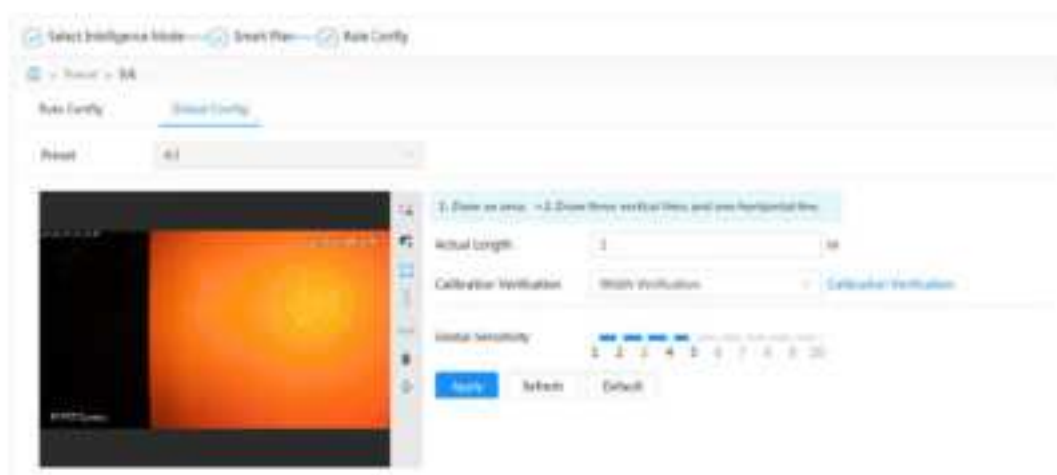 Select Intelligence Mode Smart Plan Rule Config
Preset > IVA
Rule Config Global Config
Preset
1. Draw an area. → 2. Draw three vertical lines and one horizontal line.
Actual Length M
Calibration Verification Width Verification Calibration Verification
Global Sensitivity
1 2 3 4 5 6 7 8 9 10
Apply Refresh Default